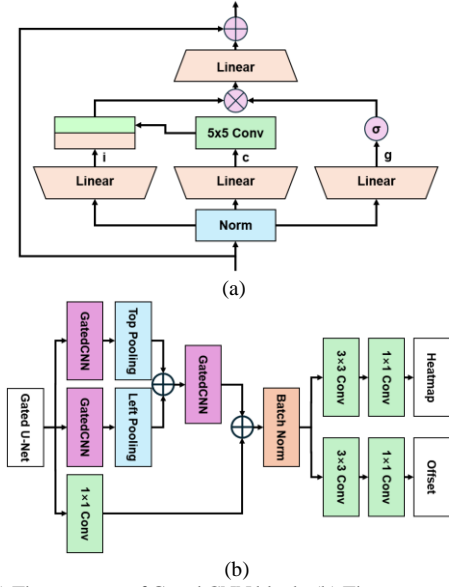 Linear
5x5 Conv
σ
i
c
g
Linear
Linear
Linear
Norm
(a)
Gated U-Net
GatedCNN
Top Pooling
GatedCNN
Left Pooling
1×1 Conv
GatedCNN
Batch Norm
3×3 Conv
1×1 Conv
Heatmap
3×3 Conv
1×1 Conv
Offset
(b)